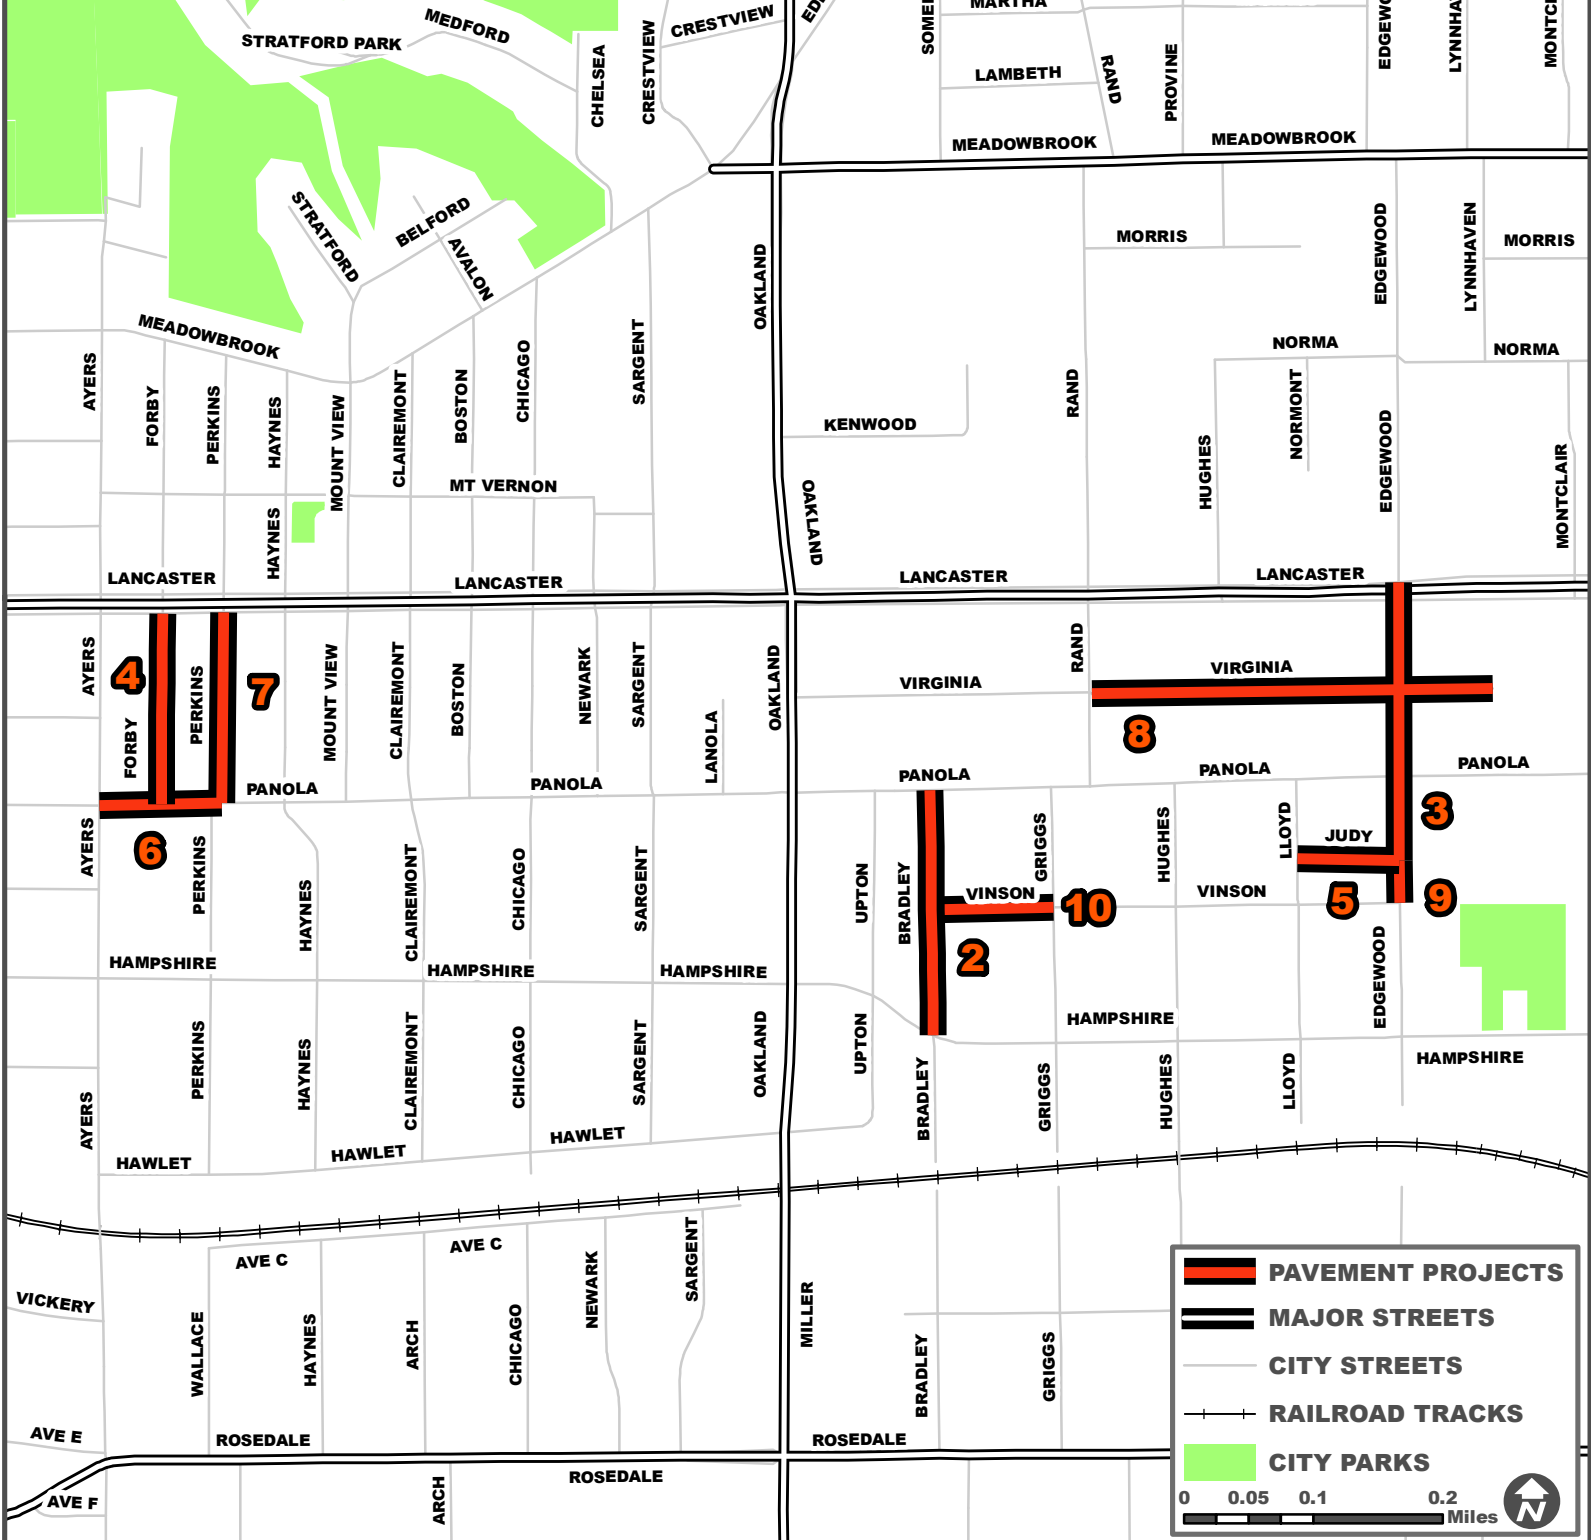 MARTHA
MEDFORD
CRESTVIEW
STRATFORD PARK
CHELSEA
CRESTVIEW
LAMBETH
RAND
PROVINE
MEADOWBROOK
MEADOWBROOK
STRATFORD
BELFORD
AVALON
OAKLAND
MORRIS
EDGEWOOD
LYNNHAVEN
MORRIS
MEADOWBROOK
NORMA
NORMA
AYERS
FORBY
PERKINS
HAYNES
MOUNT VIEW
CLAIREMONT
BOSTON
CHICAGO
SARGENT
KENWOOD
RAND
HUGHES
NORMONT
EDGEWOOD
MONTCLAIR
MT VERNON
HAYNES
OAKLAND
LANCASTER
LANCASTER
LANCASTER
LANCASTER
AYERS
4
FORBY
PERKINS
7
MOUNT VIEW
CLAIREMONT
BOSTON
NEWARK
SARGENT
LANOLA
OAKLAND
VIRGINIA
RAND
VIRGINIA
8
PANOLA
PANOLA
PANOLA
PANOLA
PANOLA
6
AYERS
PERKINS
HAYNES
CLAIREMONT
CHICAGO
SARGENT
UPTON
BRADLEY
VINSON
10
2
GRIGGS
HUGHES
VINSON
LLOYD
JUDY
5
3
9
EDGEWOOD
HAMPSHIRE
HAMPSHIRE
HAMPSHIRE
HAMPSHIRE
HAMPSHIRE
AYERS
PERKINS
HAYNES
CLAIREMONT
CHICAGO
SARGENT
OAKLAND
UPTON
BRADLEY
GRIGGS
HUGHES
LLOYD
HAWLET
HAWLET
HAWLET
AVE C
AVE C
VICKERY
WALLACE
HAYNES
ARCH
CHICAGO
NEWARK
SARGENT
MILLER
BRADLEY
GRIGGS
AVE E
ROSEDALE
ROSEDALE
ROSEDALE
AVE F
ARCH
PAVEMENT PROJECTS
MAJOR STREETS
CITY STREETS
RAILROAD TRACKS
CITY PARKS
0 0.05 0.1 0.2
Miles
N